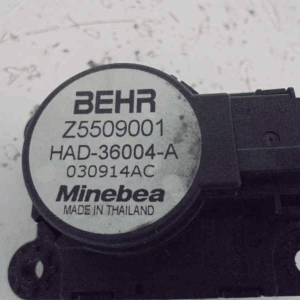 BEHR
Z5509001
HAD-36004-A
030914AC
Minebea
MADE IN THAILAND